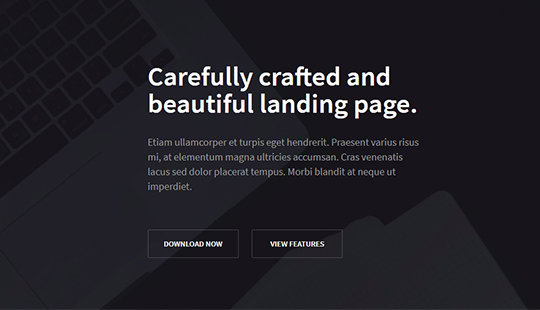 Carefully crafted and
beautiful landing page.
Etiam ullamcorper et turpis eget hendrerit. Praesent varius risus
mi, at elementum magna ultricies accumsan. Cras venenatis
lacus sed dolor placerat tempus. Morbi blandit at neque ut
imperdiet.
DOWNLOAD NOW
VIEW FEATURES